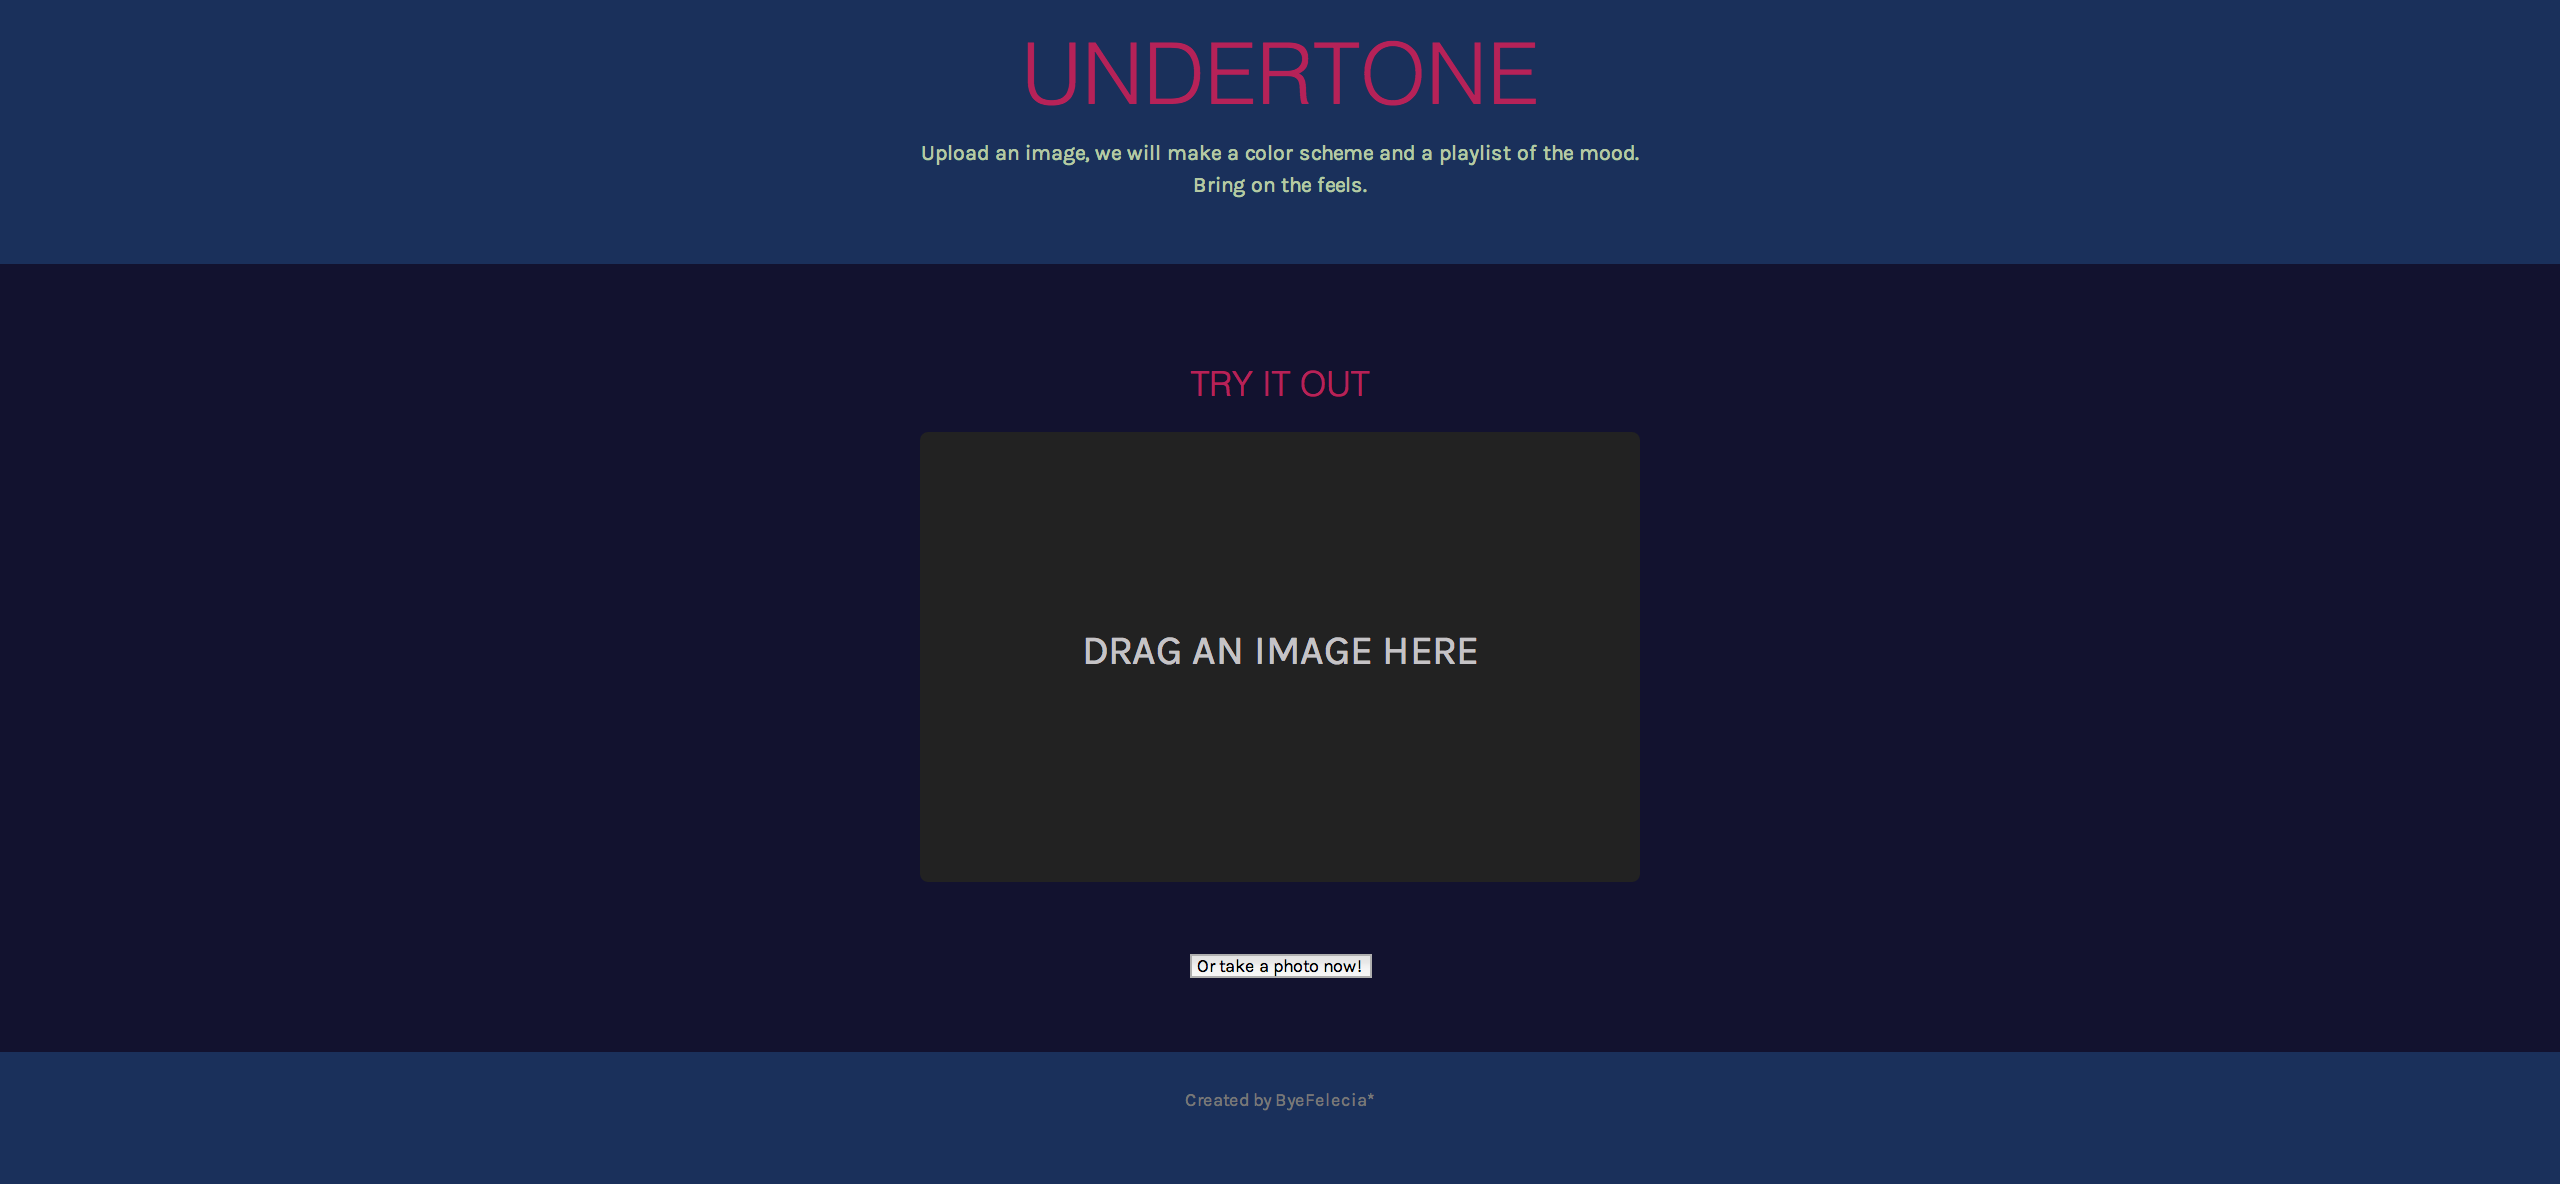 UNDERTONE
Upload an image, we will make a color scheme and a playlist of the mood.
Bring on the feels.
TRY IT OUT
DRAG AN IMAGE HERE
Or take a photo now!
Created by ByeFelecia*